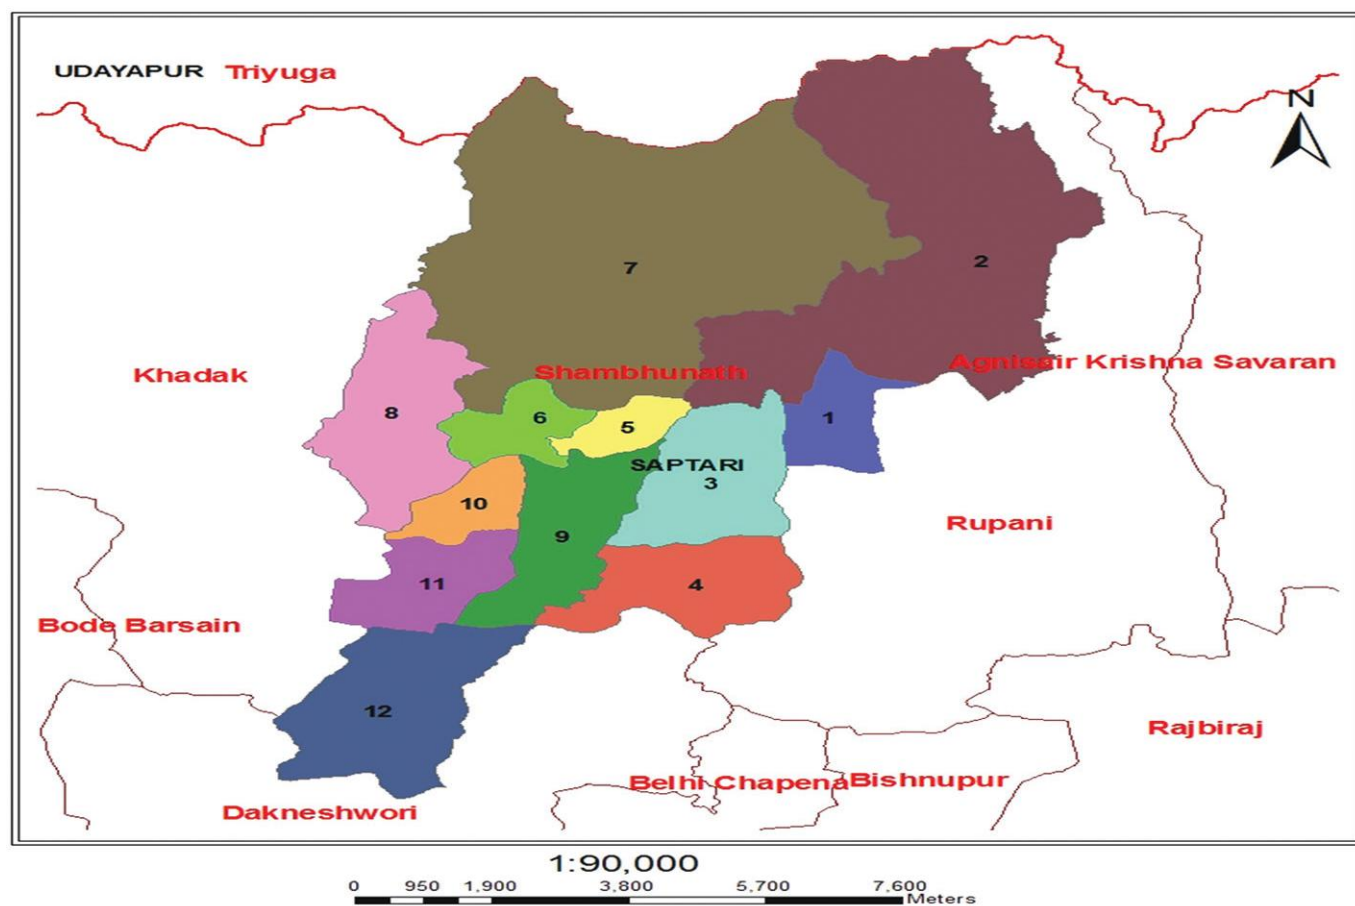 UDAYAPUR Triyuga
N
7
2
Khadak
Shambhunath
Agnisair Krishna Savaran
8
6
5
1
SAPTARI
3
10
Rupani
9
11
4
Bode Barsain
12
Rajbiraj
Belhi Chapena
Bishnupur
Dakneshwori
1:90,000
0 950 1,900 3,800 5,700 7,600
Meters